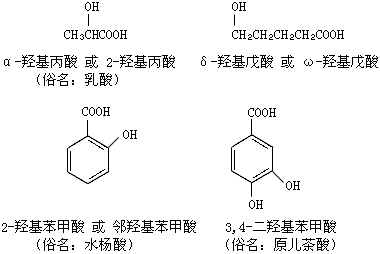 OH
CH₃CHCOOH
α-羟基丙酸 或 2-羟基丙酸
(俗名：乳酸)
OH
CH₂CH₂CH₂CH₂COOH
δ-羟基戊酸 或 ω-羟基戊酸
COOH
OH
2-羟基苯甲酸 或 邻羟基苯甲酸
(俗名：水杨酸)
COOH
OH
OH
3,4-二羟基苯甲酸
(俗名：原儿茶酸)